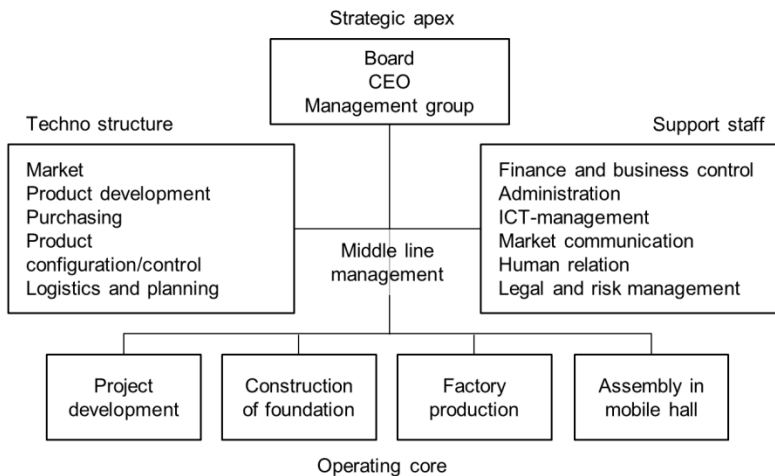 Strategic apex
Board
CEO
Management group
Techno structure
Support staff
Market
Product development
Purchasing
Product
configuration/control
Logistics and planning
Finance and business control
Administration
ICT-management
Market communication
Human relation
Legal and risk management
Middle line
management
Project
development
Construction
of foundation
Factory
production
Assembly in
mobile hall
Operating core